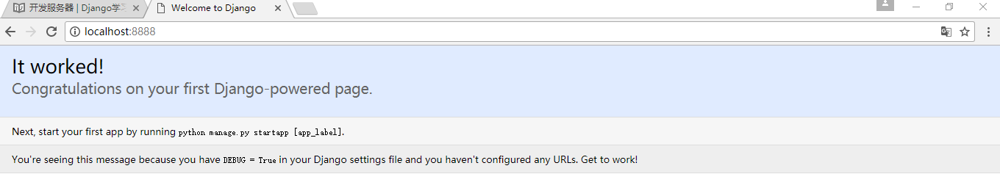 开发服务器 | Django学习
Welcome to Django
localhost:8888
It worked!
Congratulations on your first Django-powered page.
Next, start your first app by running python manage.py startapp [app_label].
You're seeing this message because you have DEBUG = True in your Django settings file and you haven't configured any URLs. Get to work!